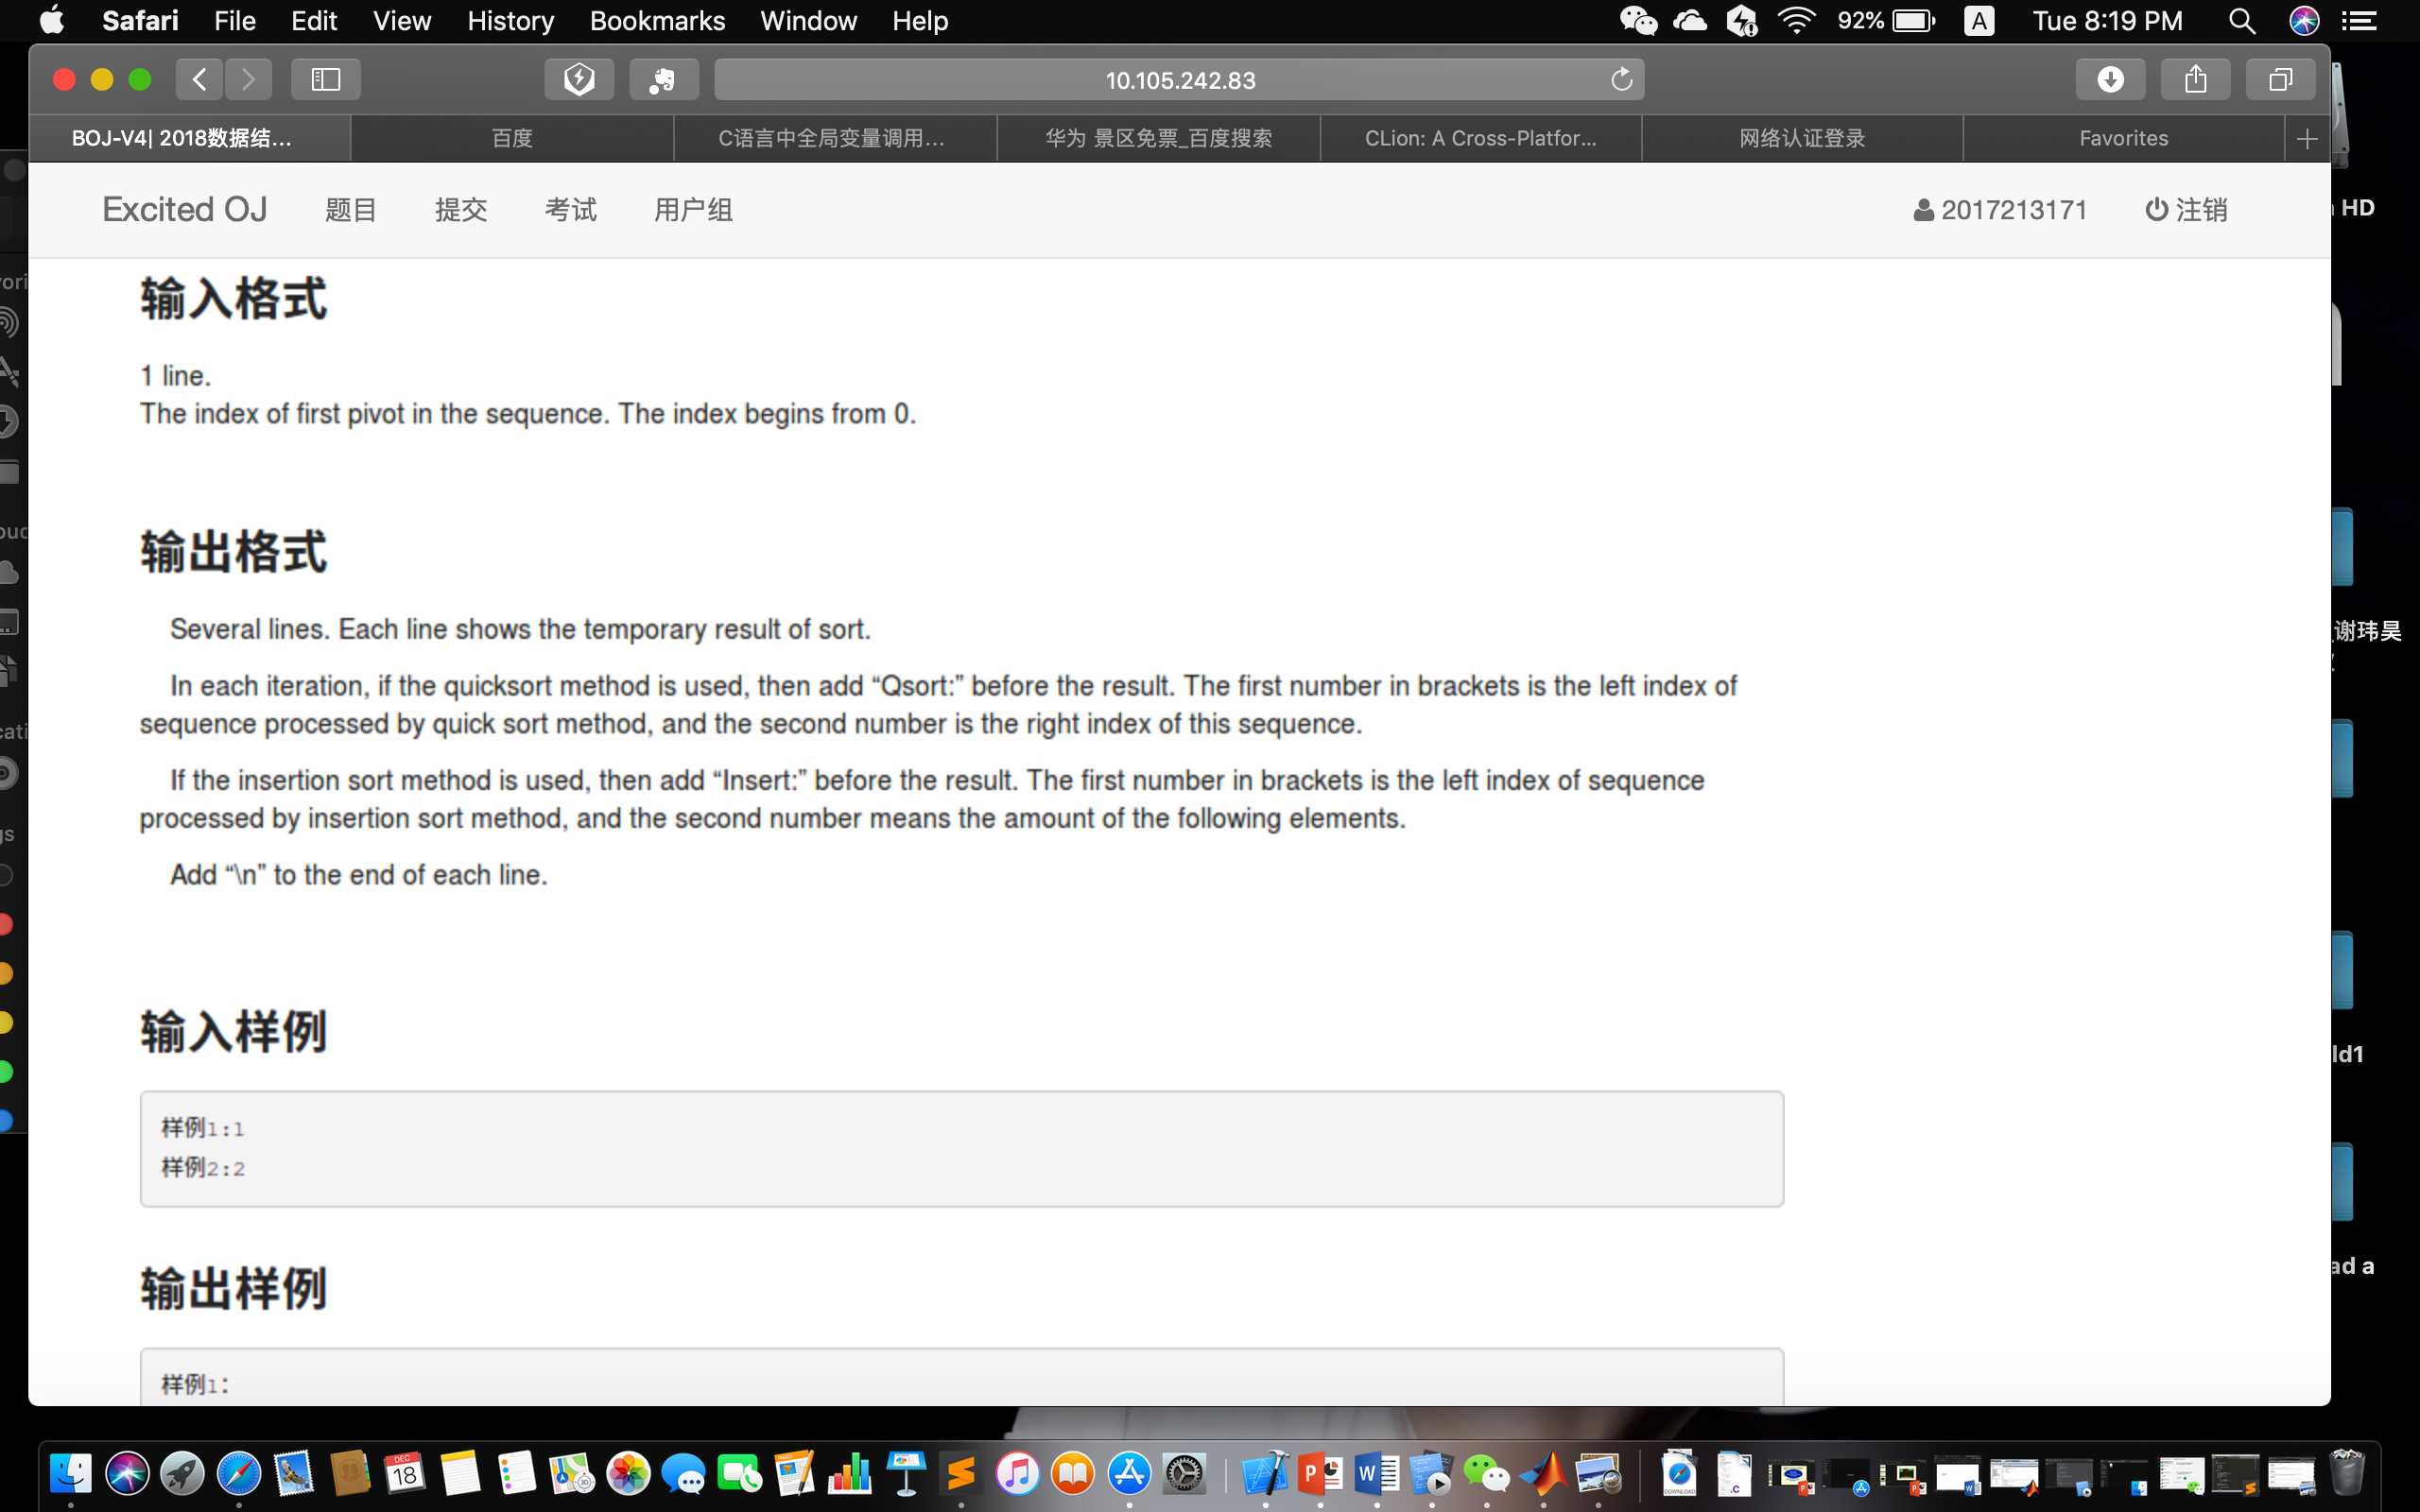 Safari File Edit View History Bookmarks Window Help 92% A Tue 8:19 PM
10.105.242.83
BOJ-V4| 2018数据结... 百度 C语言中全局变量调用... 华为 景区免票_百度搜索 CLion: A Cross-Platfor... 网络认证登录 Favorites
Excited OJ 题目 提交 考试 用户组 2017213171 注销
HD
输入格式
1 line.
The index of first pivot in the sequence. The index begins from 0.
输出格式
Several lines. Each line shows the temporary result of sort.
谢玮昊
In each iteration, if the quicksort method is used, then add “Qsort:” before the result. The first number in brackets is the left index of
sequence processed by quick sort method, and the second number is the right index of this sequence.
If the insertion sort method is used, then add “Insert:” before the result. The first number in brackets is the left index of sequence
processed by insertion sort method, and the second number means the amount of the following elements.
Add “\n” to the end of each line.
输入样例
ld1
样例1:1
样例2:2
输出样例
ad a
样例1:
DEC
18